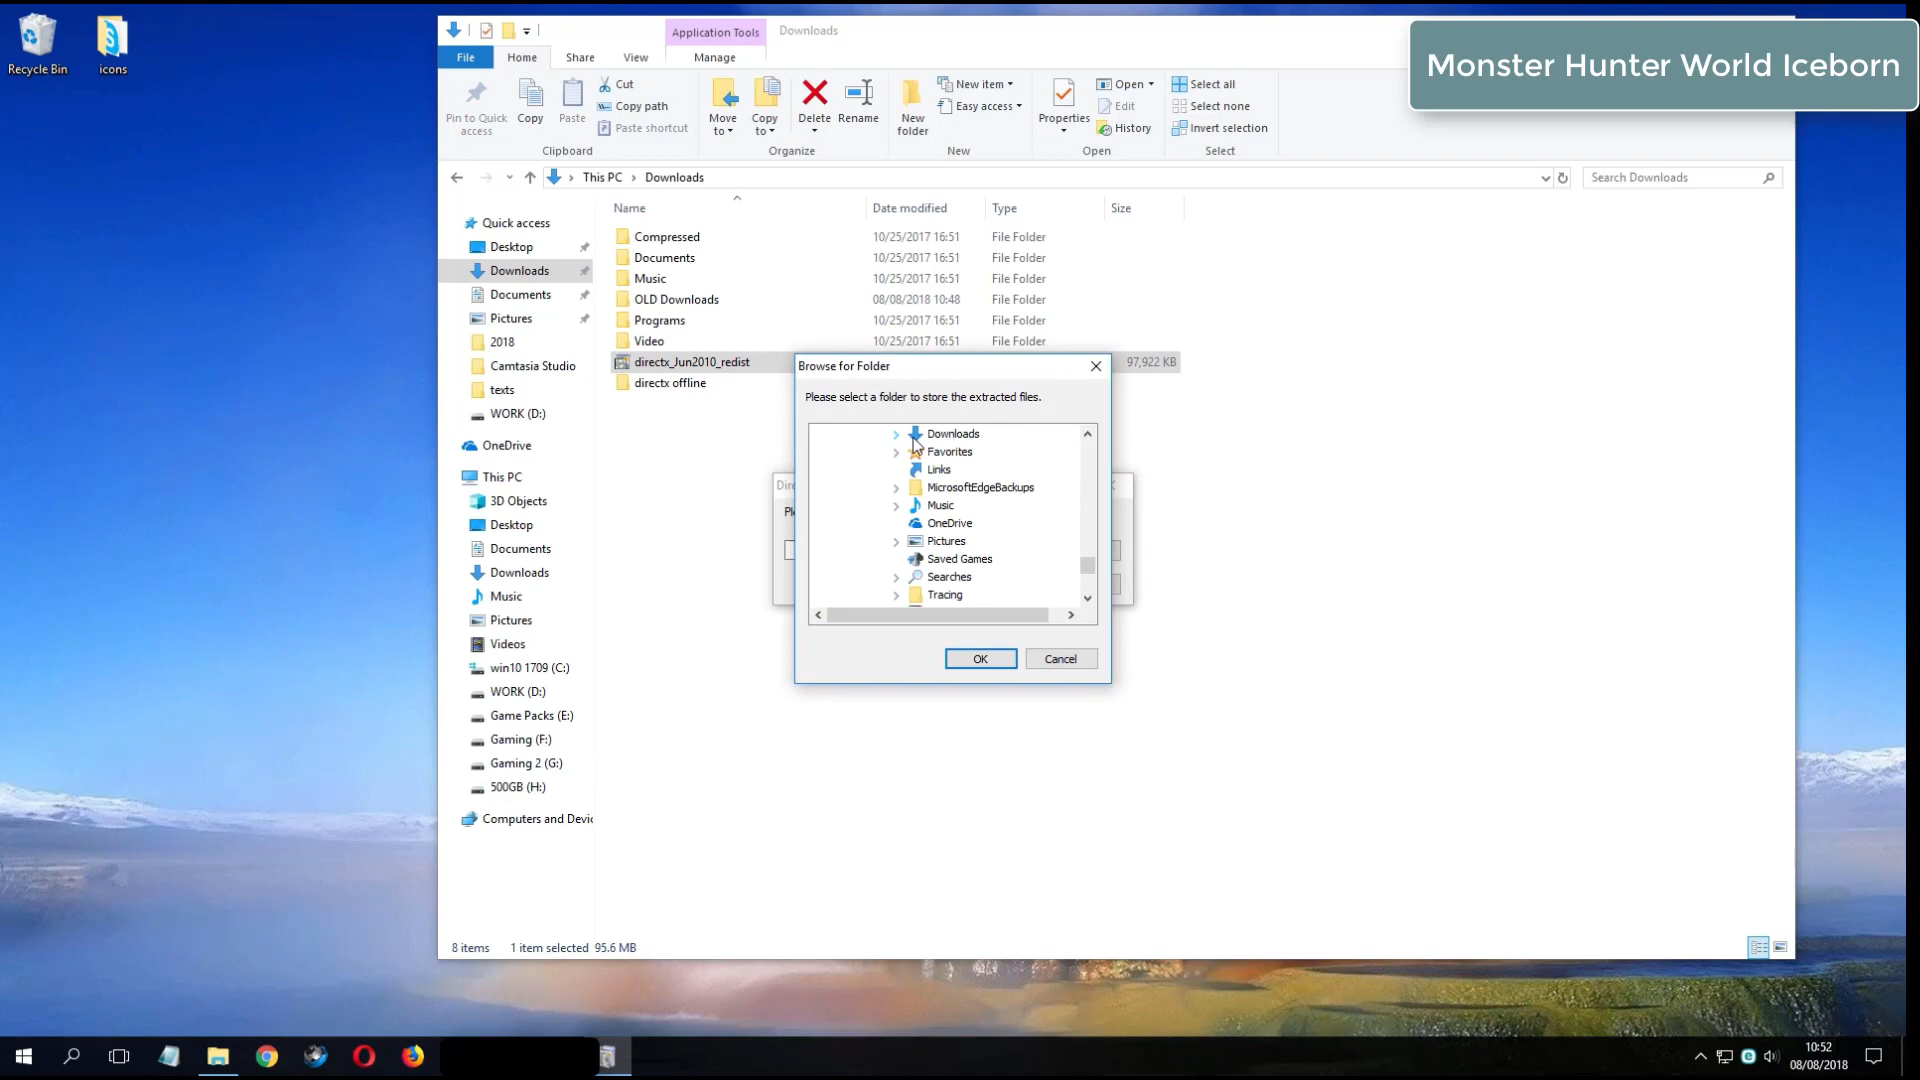 Recycle Bin
icons
Application Tools
Downloads
File
Home
Share
View
Manage
Monster Hunter World Iceborn
Pin to Quick access
Copy
Paste
Cut
Copy path
Paste shortcut
Clipboard
Move to
Copy to
Delete
Rename
Organize
New folder
New item
Easy access
New
Properties
Open
Edit
History
Open
Select all
Select none
Invert selection
Select
This PC
Downloads
Search Downloads
Name
Date modified
Type
Size
Compressed 10/25/2017 16:51 File Folder
Documents 10/25/2017 16:51 File Folder
Music 10/25/2017 16:51 File Folder
OLD Downloads 08/08/2018 10:48 File Folder
Programs 10/25/2017 16:51 File Folder
Video 10/25/2017 16:51 File Folder
directx_Jun2010_redist 97,922 KB
directx offline
Quick access
Desktop
Downloads
Documents
Pictures
2018
Camtasia Studio
texts
WORK (D:)
OneDrive
This PC
3D Objects
Desktop
Documents
Downloads
Music
Pictures
Videos
win10 1709 (C:)
WORK (D:)
Game Packs (E:)
Gaming (F:)
Gaming 2 (G:)
500GB (H:)
Computers and Devic
Browse for Folder
Please select a folder to store the extracted files.
Downloads
Favorites
Links
MicrosoftEdgeBackups
Music
OneDrive
Pictures
Saved Games
Searches
Tracing
OK
Cancel
8 items
1 item selected 95.6 MB
10:52
08/08/2018